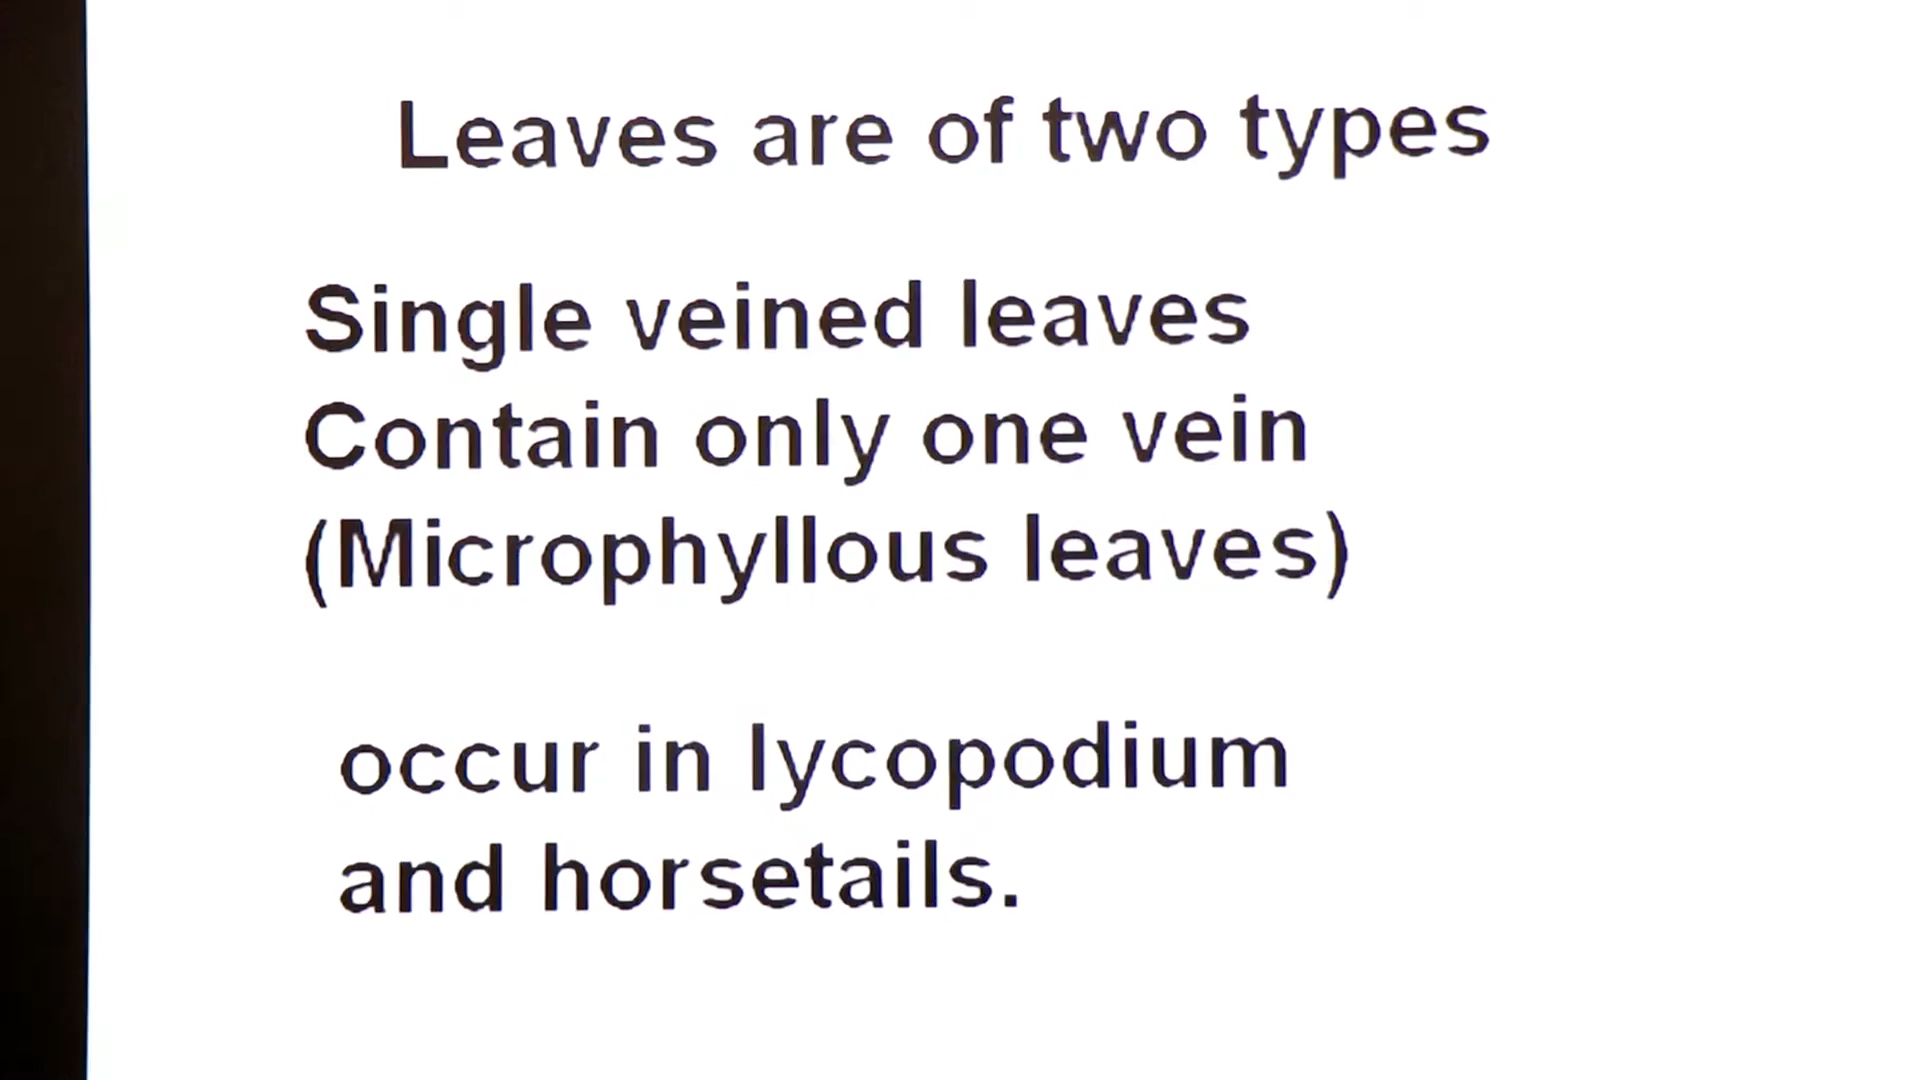 Leaves are of two types
Single veined leaves
Contain only one vein
(Microphyllous leaves)
occur in lycopodium
and horsetails.